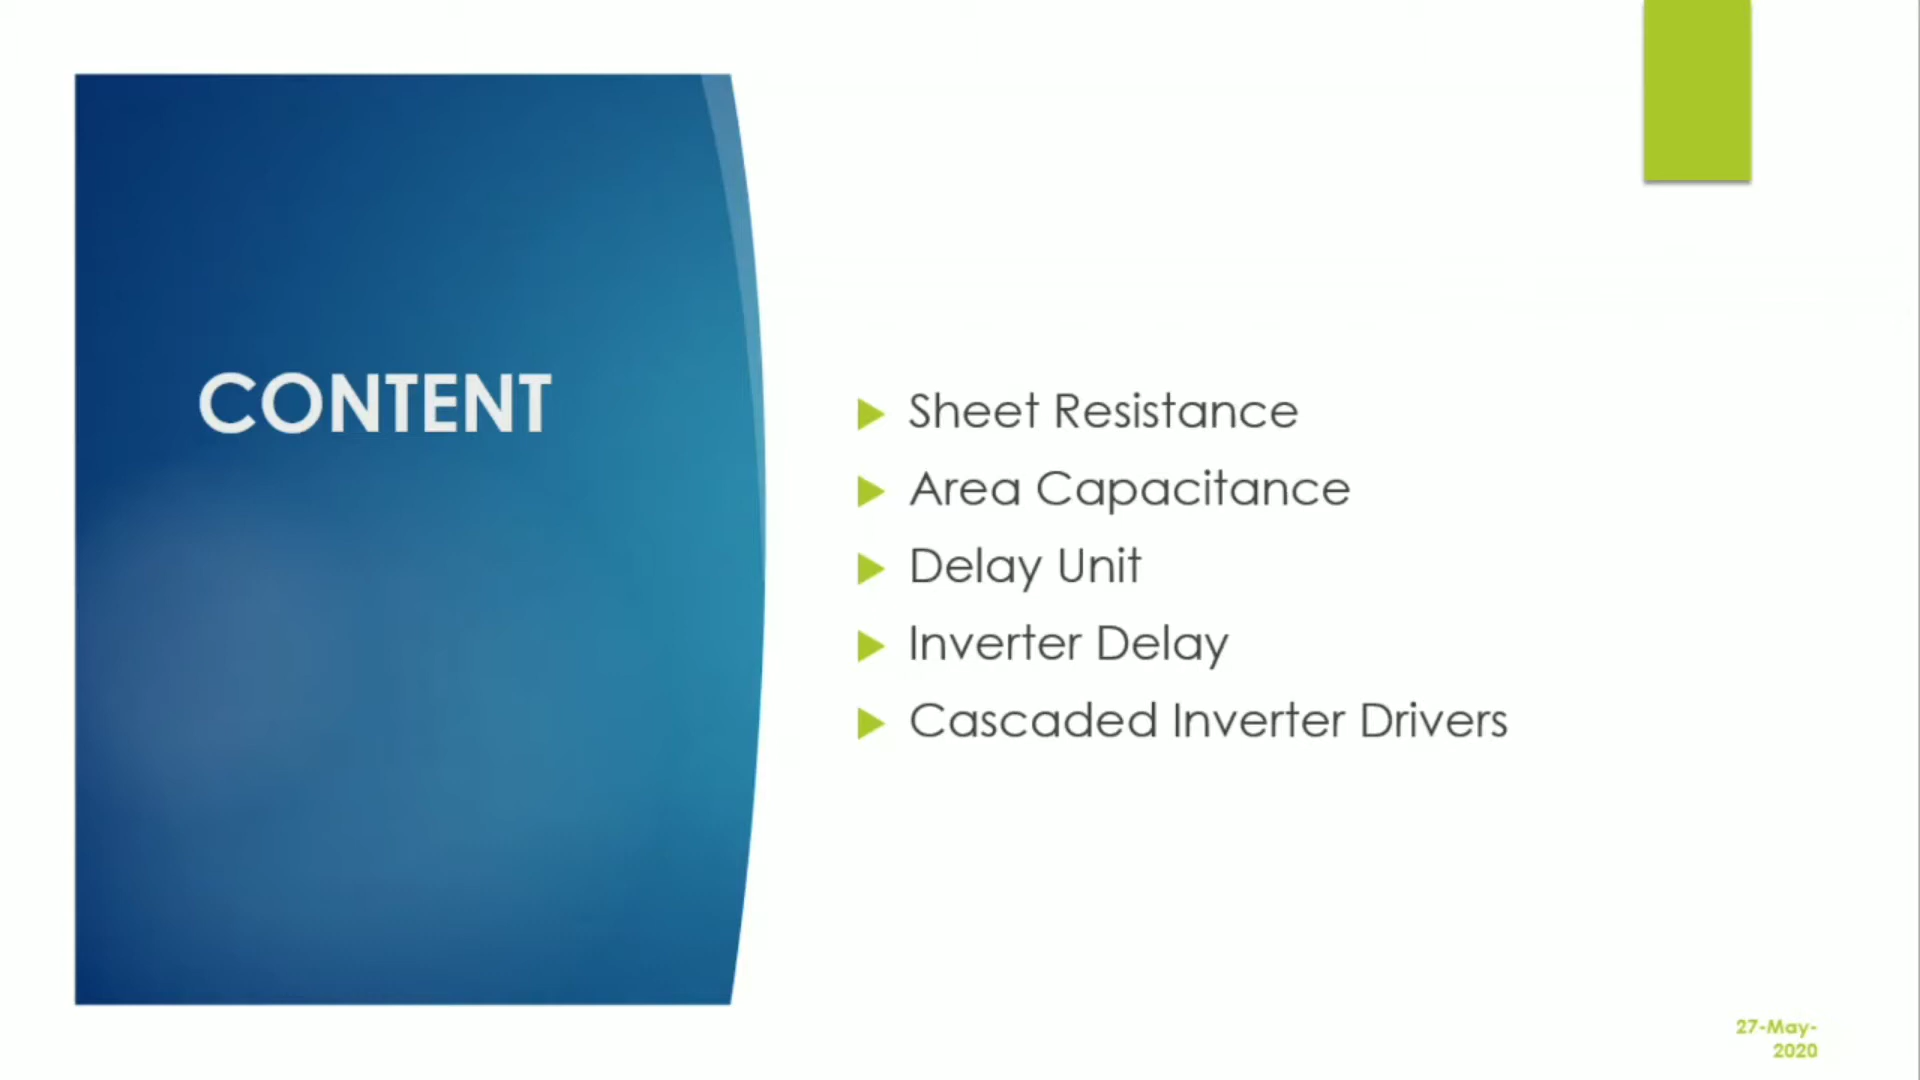 CONTENT
Sheet Resistance
Area Capacitance
Delay Unit
Inverter Delay
Cascaded Inverter Drivers
27-May-
2020